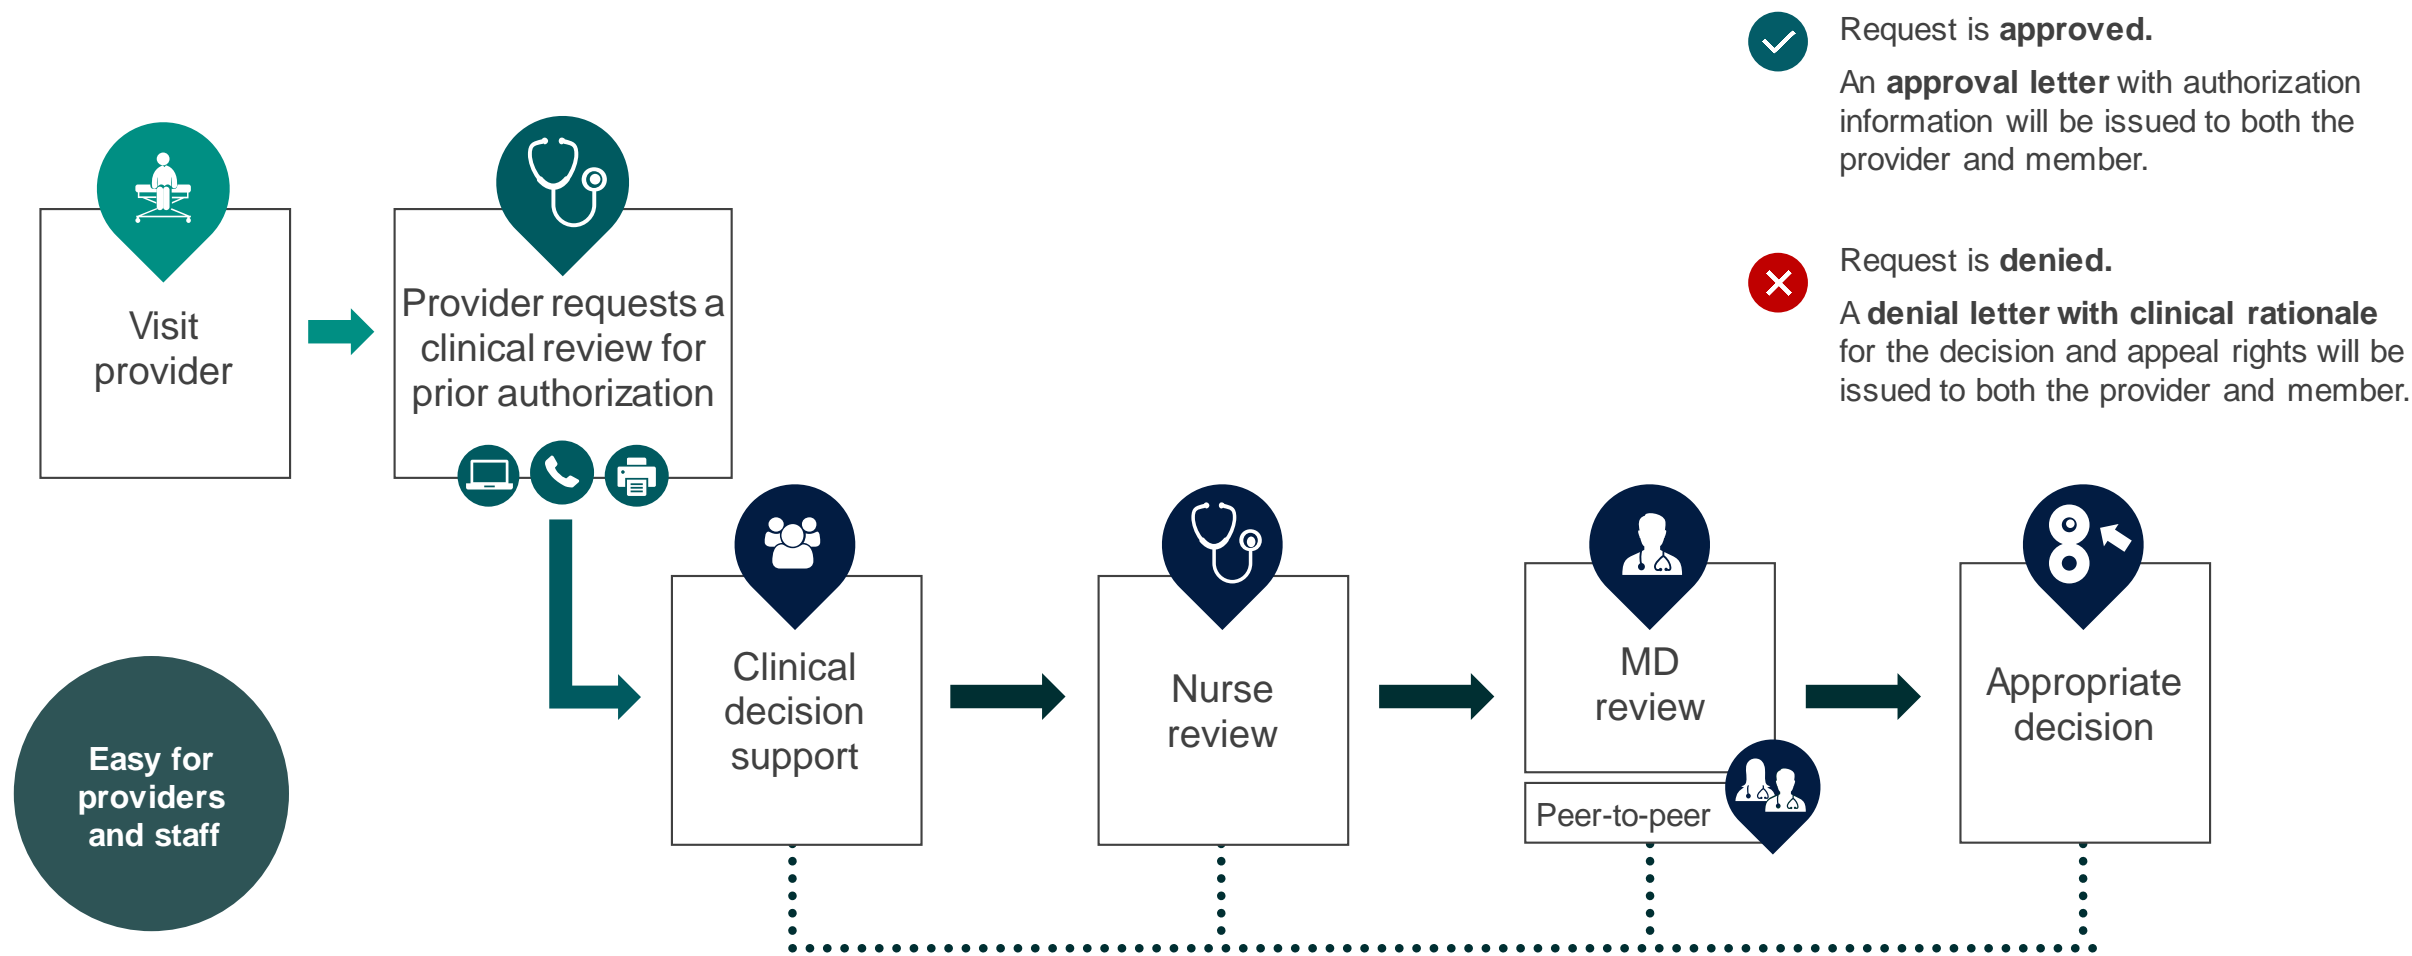 Request is approved.
An approval letter with authorization
information will be issued to both the
provider and member.
Request is denied.
A denial letter with clinical rationale
for the decision and appeal rights will be
issued to both the provider and member.
Visit
provider
Provider requests a
clinical review for
prior authorization
Clinical
decision
support
Nurse
review
MD
review
Peer-to-peer
Appropriate
decision
Easy for
providers
and staff